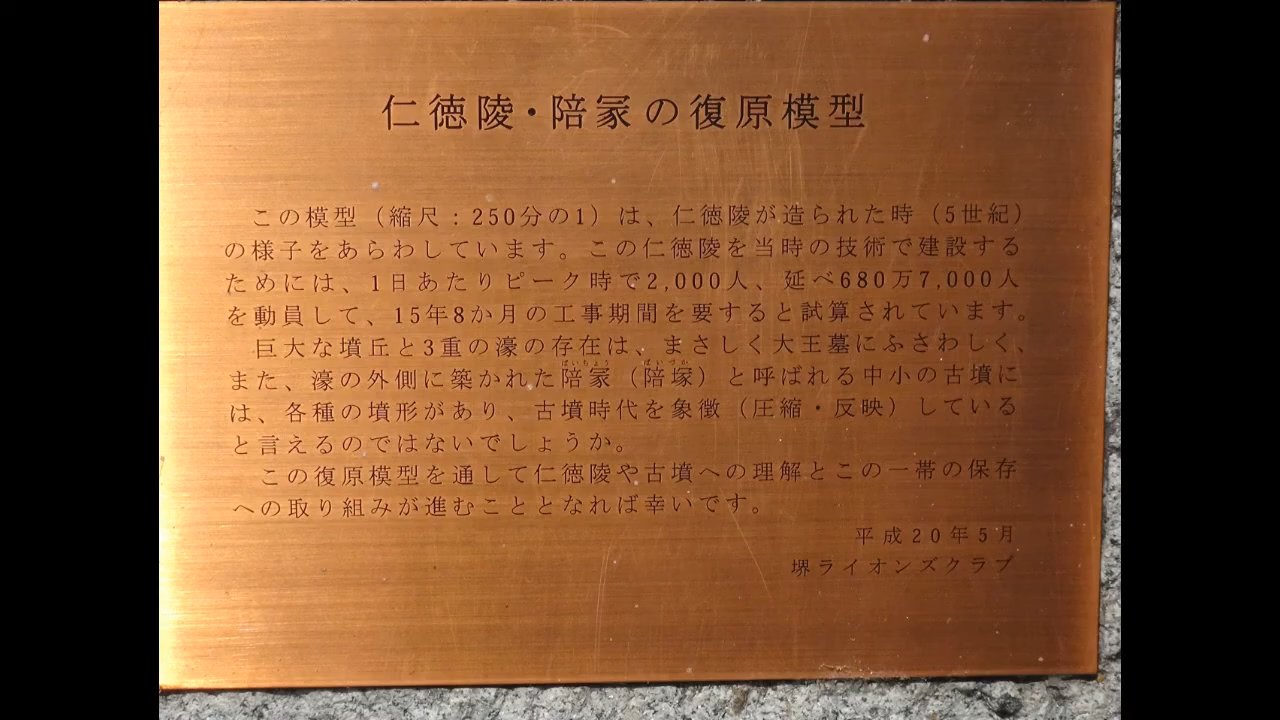 仁徳陵・陪冢の復原模型
この模型（縮尺：250分の1）は、仁徳陵が造られた時（5世紀）
の様子をあらわしています。この仁徳陵を当時の技術で建設する
ためには、1日あたりピーク時で2,000人、延べ680万7,000人
を動員して、15年8か月の工事期間を要すると試算されています。
巨大な墳丘と3重の濠の存在は、まさしく大王墓にふさわしく、
ばいちょう ばいづか
また、濠の外側に築かれた陪冢（陪塚）と呼ばれる中小の古墳に
は、各種の墳形があり、古墳時代を象徴（圧縮・反映）している
と言えるのではないでしょうか。
この復原模型を通して仁徳陵や古墳への理解とこの一帯の保存
への取り組みが進むこととなれば幸いです。
平成20年5月
堺ライオンズクラブ